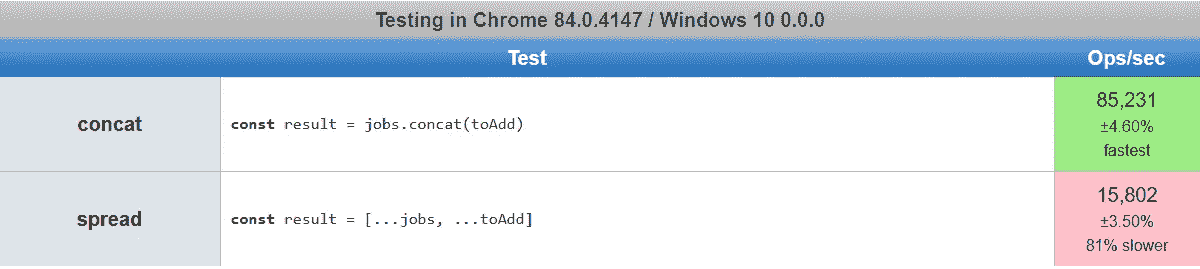 Testing in Chrome 84.0.4147 / Windows 10 0.0.0
Test Ops/sec
concat const result = jobs.concat(toAdd) 85,231
±4.60%
fastest
spread const result = [...jobs, ...toAdd] 15,802
±3.50%
81% slower